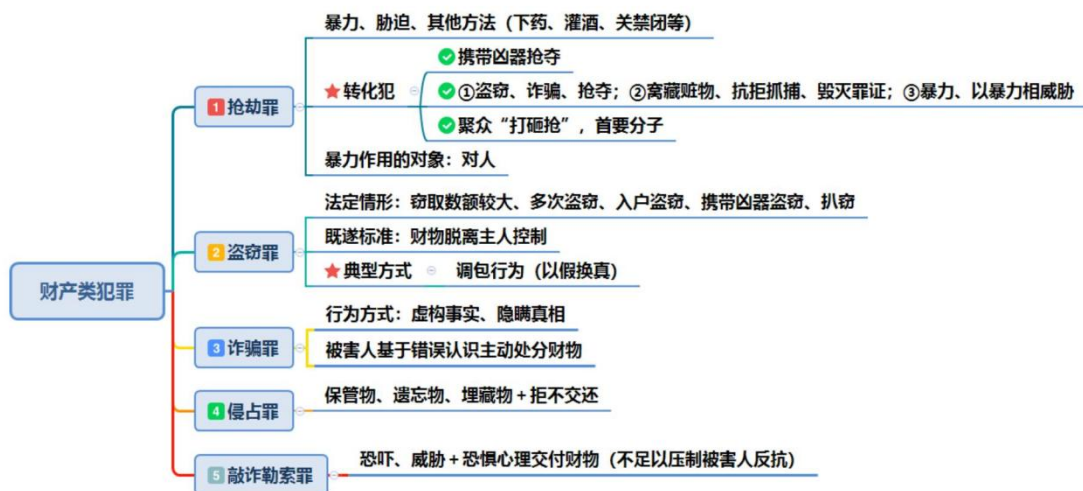 财产类犯罪
1 抢劫罪
暴力、胁迫、其他方法（下药、灌酒、关禁闭等）
转化犯
携带凶器抢夺
①盗窃、诈骗、抢夺；②窝藏赃物、抗拒抓捕、毁灭罪证；③暴力、以暴力相威胁
聚众“打砸抢”，首要分子
暴力作用的对象：对人
2 盗窃罪
法定情形：窃取数额较大、多次盗窃、入户盗窃、携带凶器盗窃、扒窃
既遂标准：财物脱离主人控制
典型方式
调包行为（以假换真）
3 诈骗罪
行为方式：虚构事实、隐瞒真相
被害人基于错误认识主动处分财物
4 侵占罪
保管物、遗忘物、埋藏物＋拒不交还
5 敲诈勒索罪
恐吓、威胁＋恐惧心理交付财物（不足以压制被害人反抗）